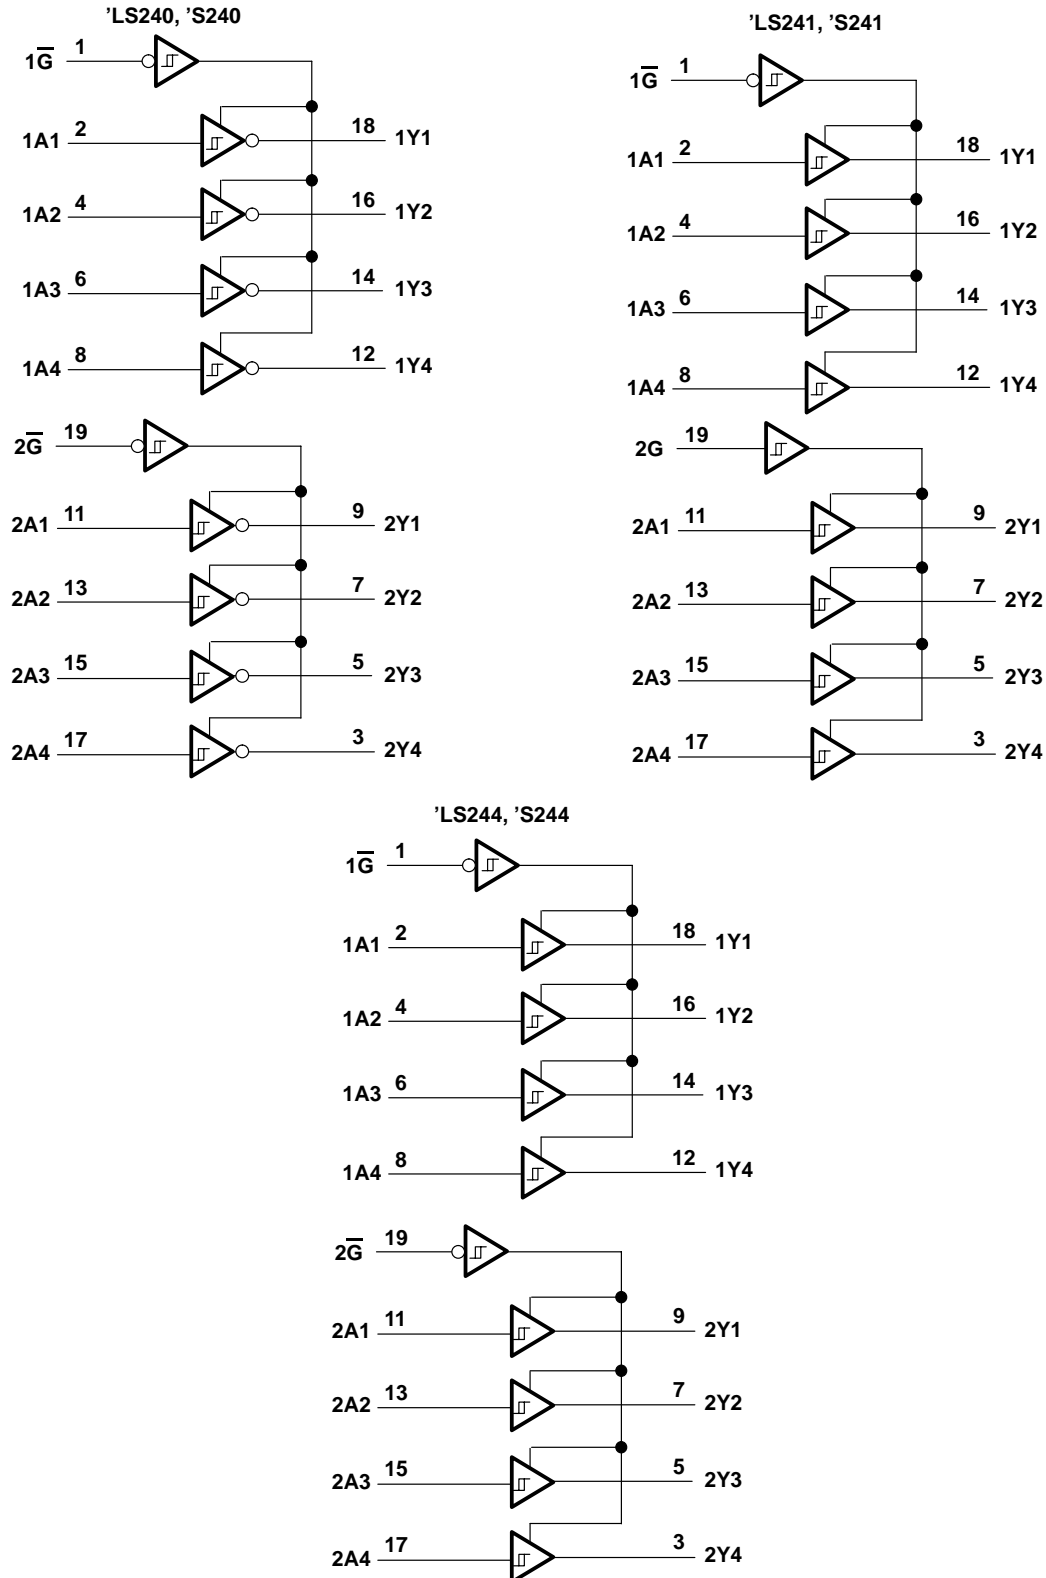 ’LS240, ’S240
1G̅ 1
1A1 2 18 1Y1
1A2 4 16 1Y2
1A3 6 14 1Y3
1A4 8 12 1Y4
2G̅ 19
2A1 11 9 2Y1
2A2 13 7 2Y2
2A3 15 5 2Y3
2A4 17 3 2Y4
’LS241, ’S241
1G̅ 1
1A1 2 18 1Y1
1A2 4 16 1Y2
1A3 6 14 1Y3
1A4 8 12 1Y4
2G 19
2A1 11 9 2Y1
2A2 13 7 2Y2
2A3 15 5 2Y3
2A4 17 3 2Y4
’LS244, ’S244
1G̅ 1
1A1 2 18 1Y1
1A2 4 16 1Y2
1A3 6 14 1Y3
1A4 8 12 1Y4
2G̅ 19
2A1 11 9 2Y1
2A2 13 7 2Y2
2A3 15 5 2Y3
2A4 17 3 2Y4